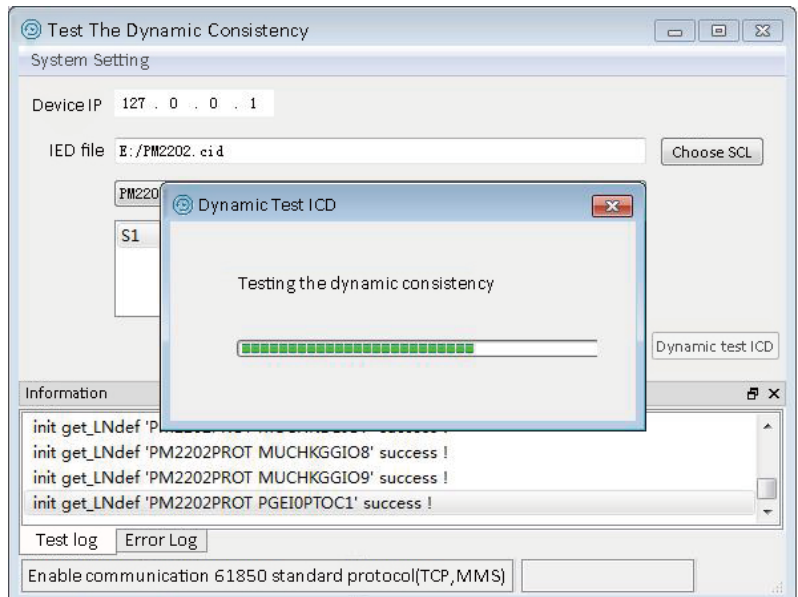 Test The Dynamic Consistency
System Setting
Device IP 127 . 0 . 0 . 1
IED file E:/PM2202.cid Choose SCL
PM220
Dynamic Test ICD
S1
Testing the dynamic consistency
Dynamic test ICD
Information
init get_LNdef
init get_LNdef 'PM2202PROT MUCHKGGIO8' success !
init get_LNdef 'PM2202PROT MUCHKGGIO9' success !
init get_LNdef 'PM2202PROT PGEI0PTOC1' success !
Test log Error Log
Enable communication 61850 standard protocol(TCP,MMS)